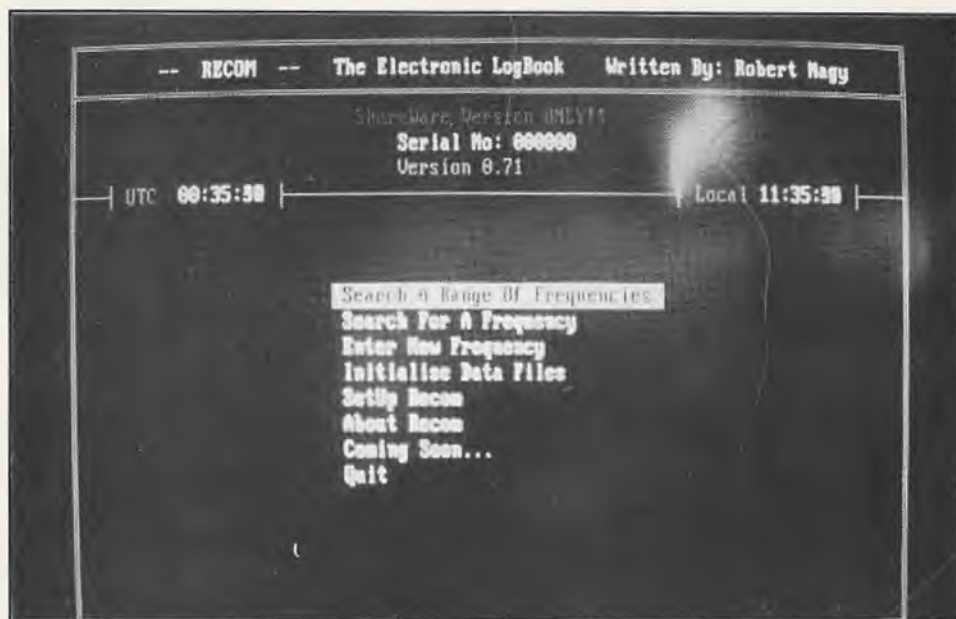 -- RECOM -- The Electronic LogBook Written By: Robert Nagy
ShareWare Version ONLY!!
Serial No: 000000
Version 0.71
UTC 00:35: Local 11:35:
Search A Range Of Frequencies
Search For A Frequency
Enter New Frequency
Initialise Data Files
SetUp Recom
About Recom
Coming Soon...
Quit